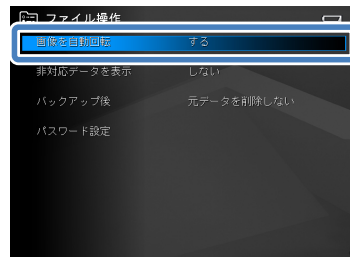 ファイル操作
画像を自動回転 する
非対応データを表示 しない
バックアップ後 元データを削除しない
パスワード設定